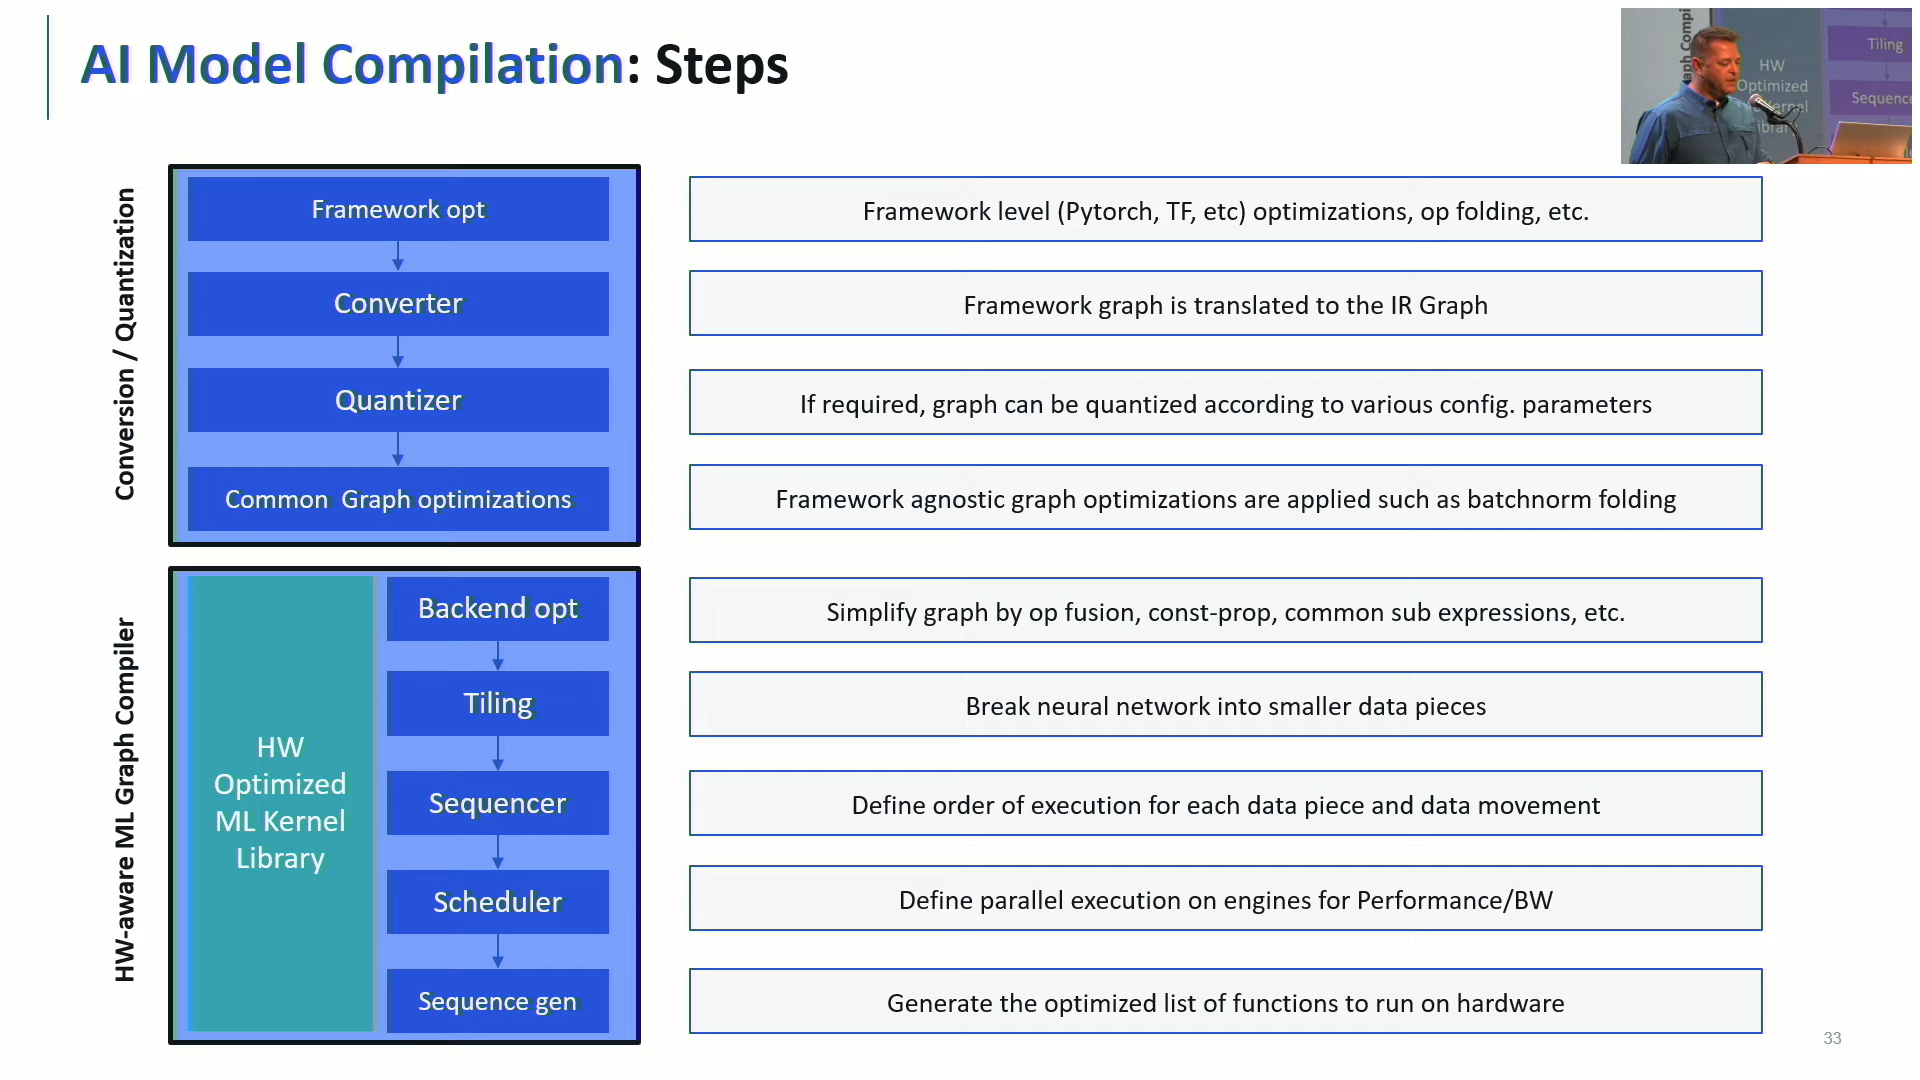 AI Model Compilation: Steps
Conversion / Quantization
Framework opt
Framework level (Pytorch, TF, etc) optimizations, op folding, etc.
Converter
Framework graph is translated to the IR Graph
Quantizer
If required, graph can be quantized according to various config. parameters
Common Graph optimizations
Framework agnostic graph optimizations are applied such as batchnorm folding
HW-aware ML Graph Compiler
HW
Optimized
ML Kernel
Library
Backend opt
Simplify graph by op fusion, const-prop, common sub expressions, etc.
Tiling
Break neural network into smaller data pieces
Sequencer
Define order of execution for each data piece and data movement
Scheduler
Define parallel execution on engines for Performance/BW
Sequence gen
Generate the optimized list of functions to run on hardware
33
aph Compi
HW
Optimized
ernel
ibra
Tiling
Sequence